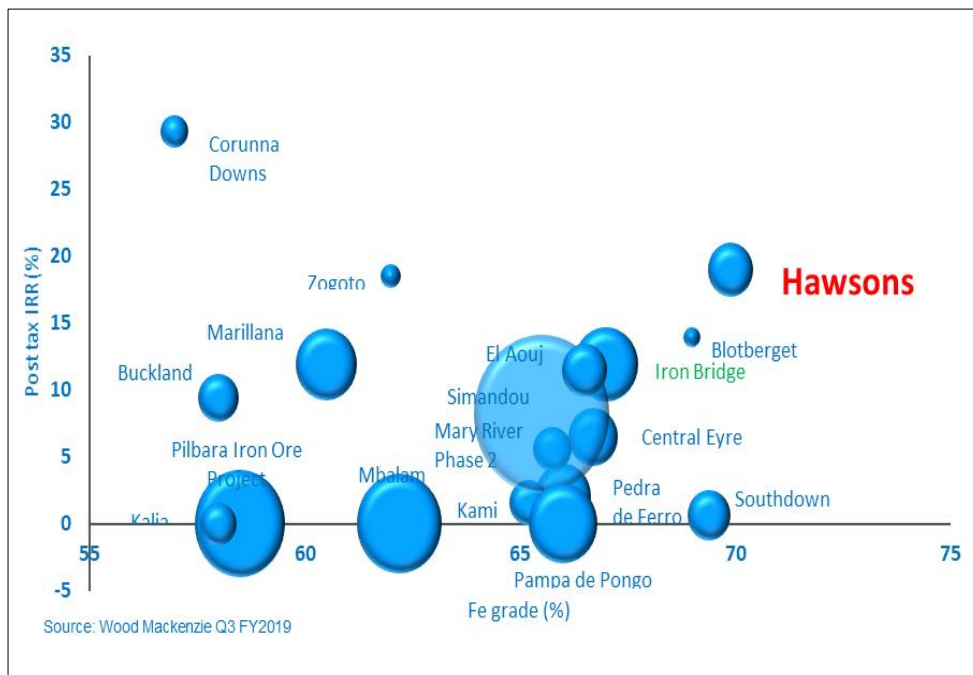 35
30
25
20
15
10
5
0
-5
Post tax IRR (%)
55
60
65
70
75
Fe grade (%)
Corunna
Downs
Zogoto
Hawsons
Marillana
Buckland
El Aouj
Blotberget
Iron Bridge
Simandou
Mary River
Phase 2
Central Eyre
Pilbara Iron Ore
Project
Mbalam
Kalia
Kami
Pedra
de Ferro
Southdown
Pampa de Pongo
Source: Wood Mackenzie Q3 FY2019